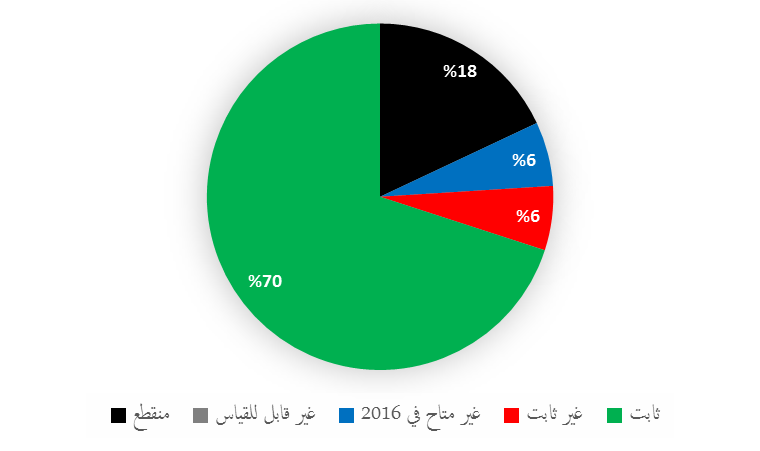 %18
%6
%6
%70
ثابت غير ثابت غير متاح في 2016 غير قابل للقياس منقطع